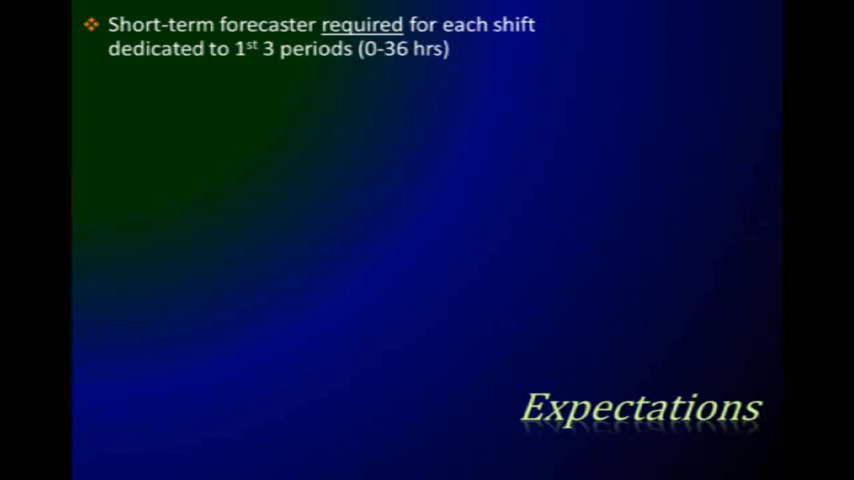 ❖ Short-term forecaster required for each shift
dedicated to 1st 3 periods (0-36 hrs)
Expectations